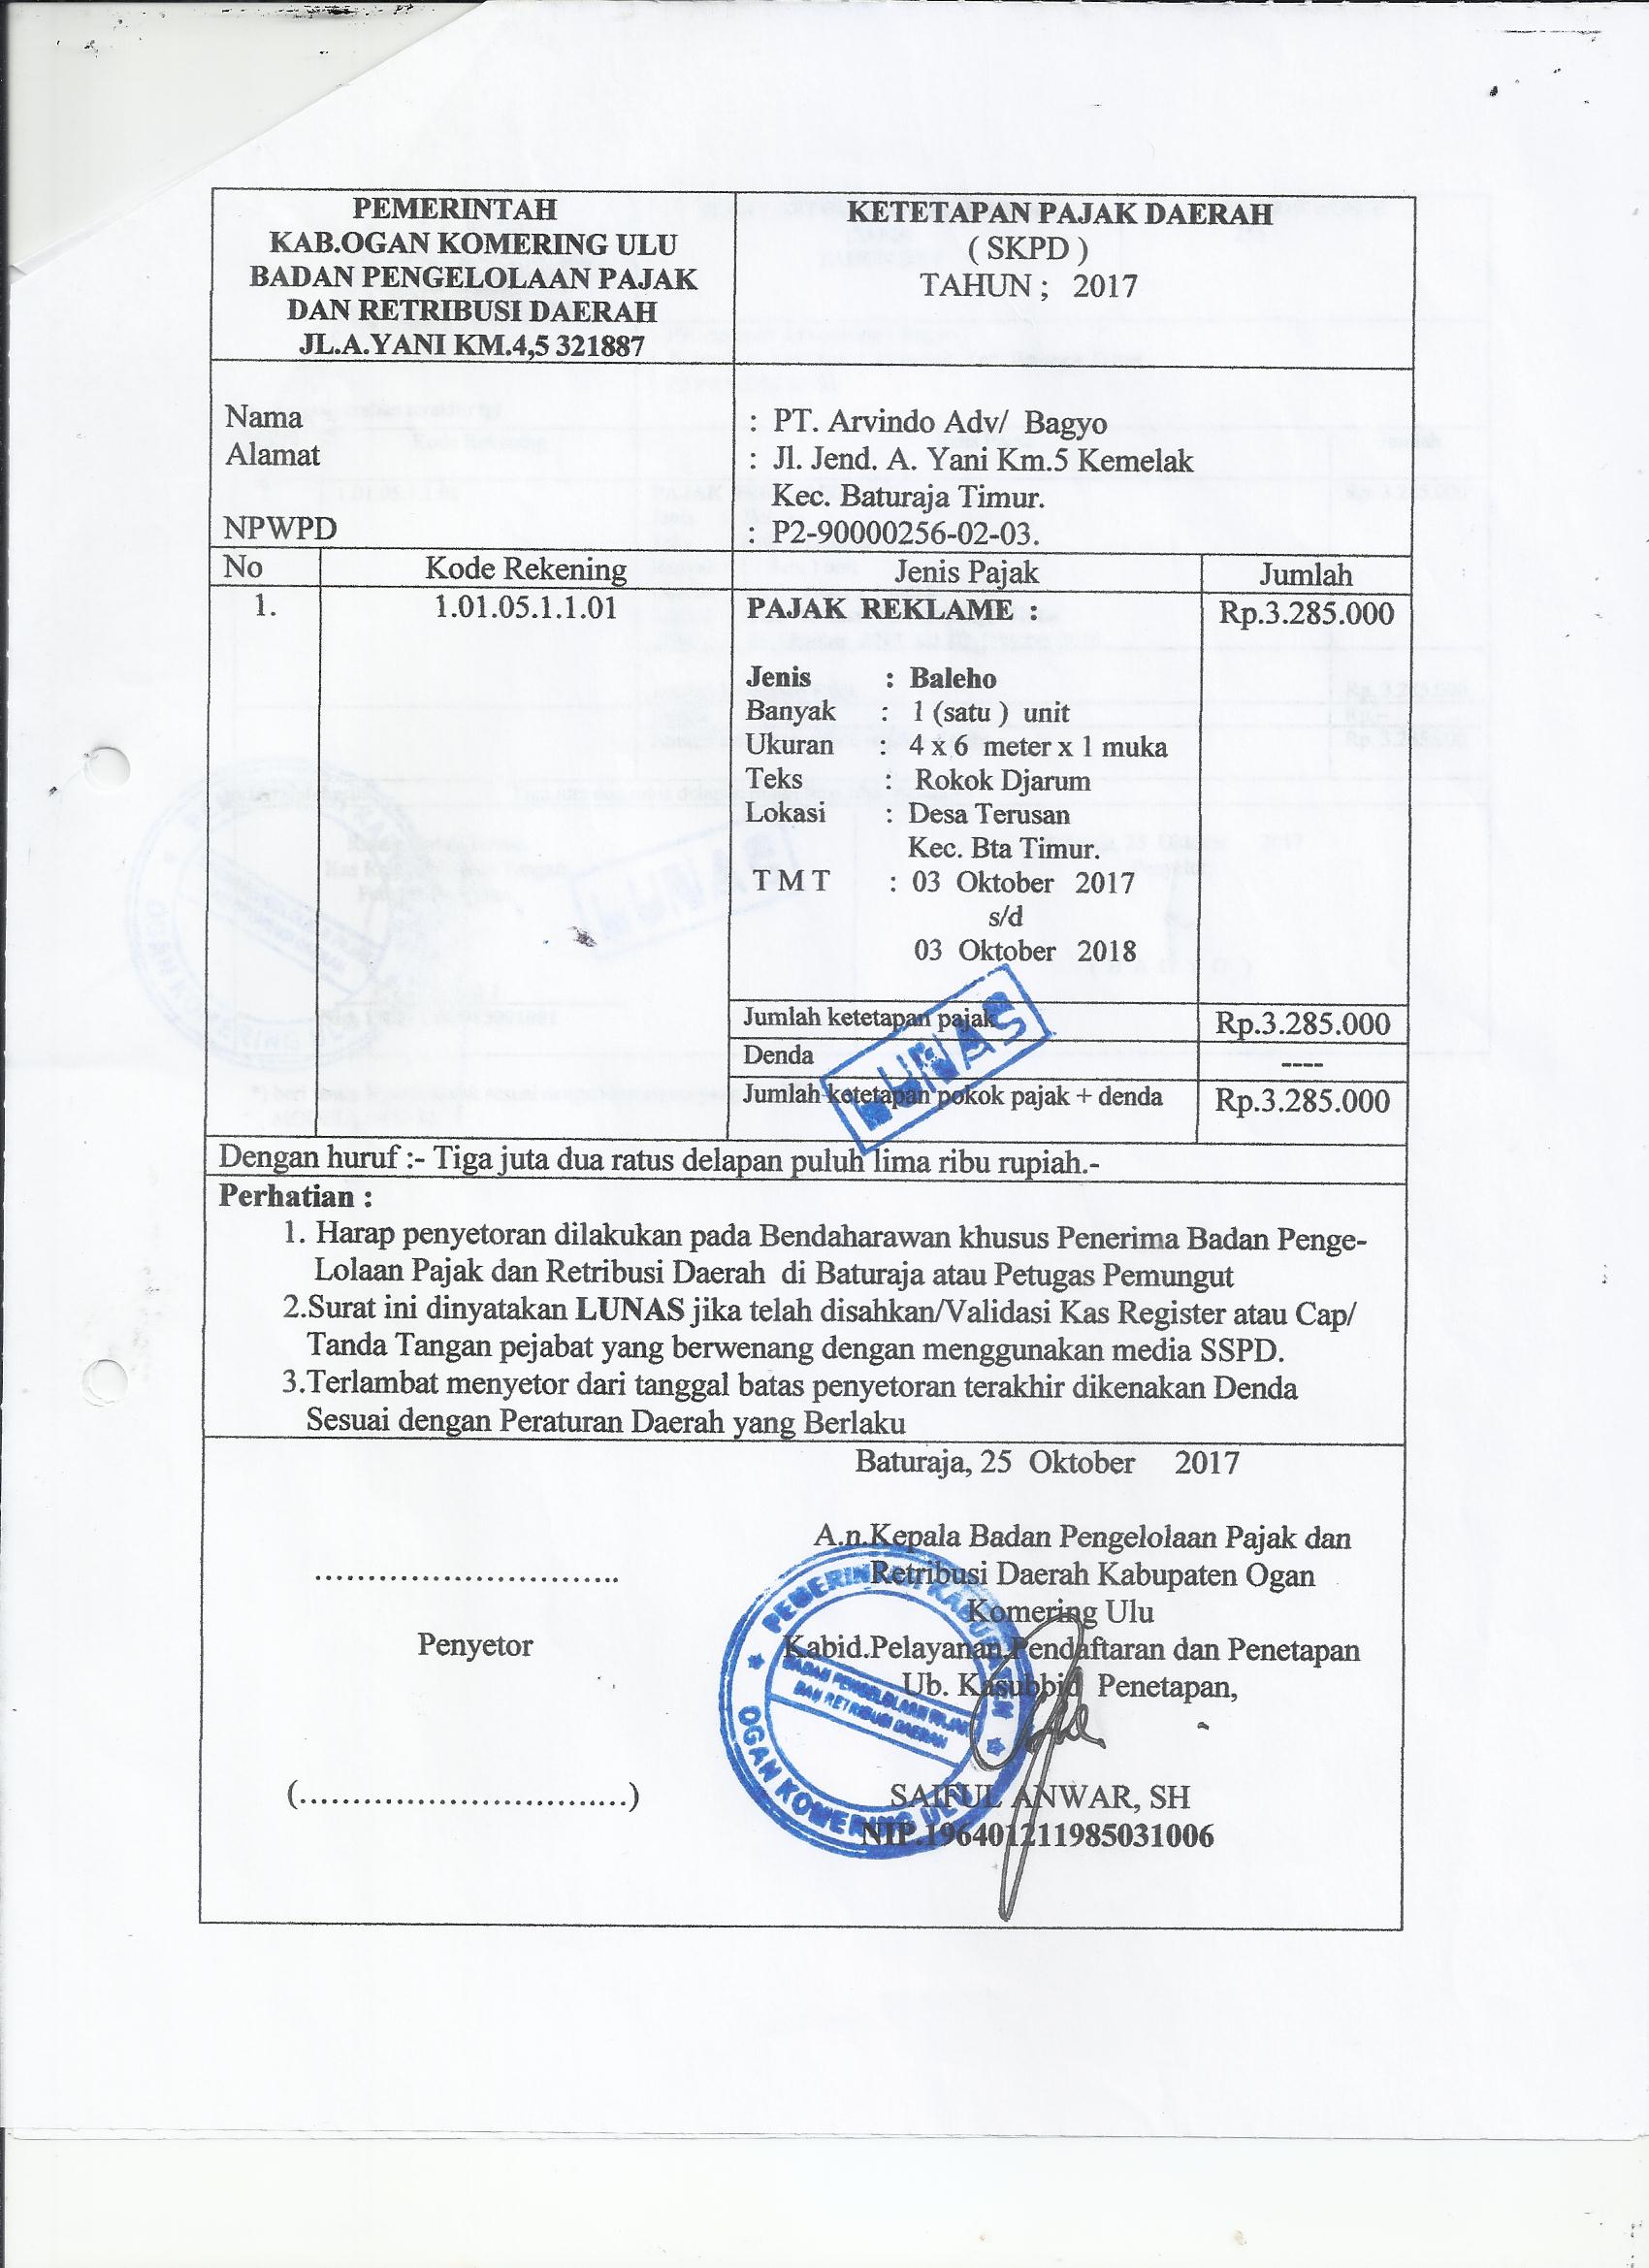 PEMERINTAH
KAB.OGAN KOMERING ULU
BADAN PENGELOLAAN PAJAK
DAN RETRIBUSI DAERAH
JL.A.YANI KM.4,5 321887
KETETAPAN PAJAK DAERAH
( SKPD )
TAHUN ; 2017
Nama : PT. Arvindo Adv/ Bagyo
Alamat : Jl. Jend. A. Yani Km.5 Kemelak
Kec. Baturaja Timur.
NPWPD : P2-90000256-02-03.
No Kode Rekening Jenis Pajak Jumlah
1. 1.01.05.1.1.01 PAJAK REKLAME : Rp.3.285.000
Jenis : Baleho
Banyak : 1 (satu ) unit
Ukuran : 4 x 6 meter x 1 muka
Teks : Rokok Djarum
Lokasi : Desa Terusan
Kec. Bta Timur.
T M T : 03 Oktober 2017
s/d
03 Oktober 2018
Jumlah ketetapan pajak Rp.3.285.000
Denda ----
Jumlah ketetapan pokok pajak + denda Rp.3.285.000
LUNAS
Dengan huruf :- Tiga juta dua ratus delapan puluh lima ribu rupiah.-
Perhatian :
1. Harap penyetoran dilakukan pada Bendaharawan khusus Penerima Badan Penge-
Lolaan Pajak dan Retribusi Daerah di Baturaja atau Petugas Pemungut
2.Surat ini dinyatakan LUNAS jika telah disahkan/Validasi Kas Register atau Cap/
Tanda Tangan pejabat yang berwenang dengan menggunakan media SSPD.
3.Terlambat menyetor dari tanggal batas penyetoran terakhir dikenakan Denda
Sesuai dengan Peraturan Daerah yang Berlaku
Baturaja, 25 Oktober 2017
A.n.Kepala Badan Pengelolaan Pajak dan
Retribusi Daerah Kabupaten Ogan
Komering Ulu
Kabid.Pelayanan,Pendaftaran dan Penetapan
Ub. Kasubbid Penetapan,
SAIFUL ANWAR, SH
NIP.196401211985031006
..............................
Penyetor
(................................)
PEMERINTAH KABUPATEN
BADAN PENGELOLAAN PAJAK
DAN RETRIBUSI DAERAH
OGAN KOMERING ULU